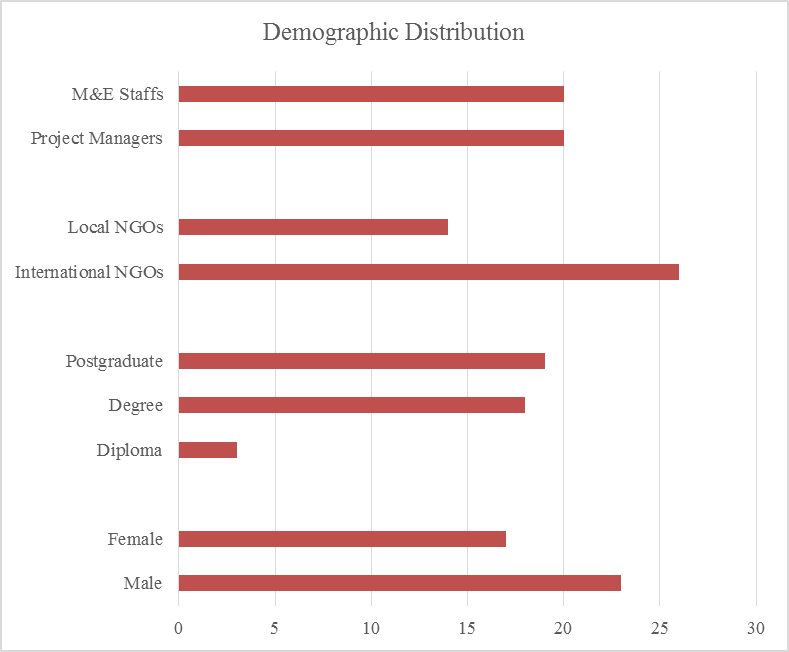 Demographic Distribution
M&E Staffs
Project Managers
Local NGOs
International NGOs
Postgraduate
Degree
Diploma
Female
Male
0 5 10 15 20 25 30